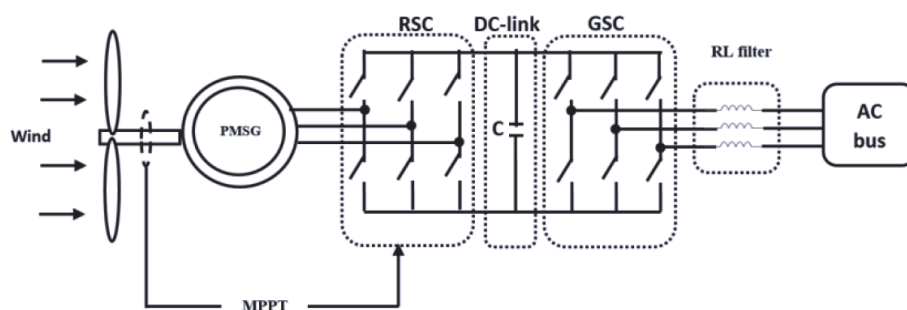 RSC
DC-link
GSC
RL filter
Wind
PMSG
C
AC
bus
MPPT